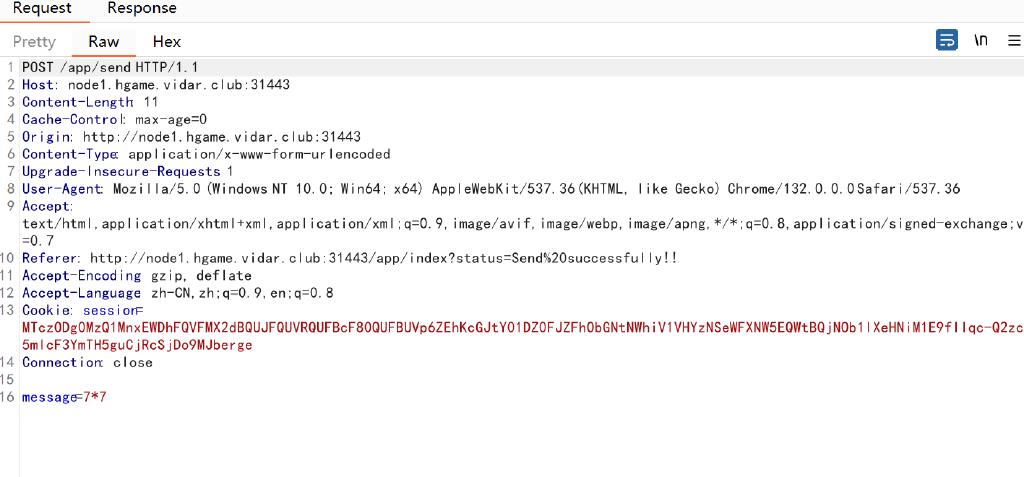 Request Response
Pretty Raw Hex \n
1 POST /app/send HTTP/1.1
2 Host: node1.hgame.vidar.club:31443
3 Content-Length: 11
4 Cache-Control: max-age=0
5 Origin: http://node1.hgame.vidar.club:31443
6 Content-Type: application/x-www-form-urlencoded
7 Upgrade-Insecure-Requests 1
8 User-Agent: Mozilla/5.0 (Windows NT 10.0; Win64; x64) AppleWebKit/537.36 (KHTML, like Gecko) Chrome/132.0.0.0 Safari/537.36
9 Accept:
text/html,application/xhtml+xml,application/xml;q=0.9,image/avif,image/webp,image/apng,*/*;q=0.8,application/signed-exchange;v
=0.7
10 Referer: http://node1.hgame.vidar.club:31443/app/index?status=Send%20successfully!!
11 Accept-Encoding gzip, deflate
12 Accept-Language zh-CN,zh;q=0.9,en;q=0.8
13 Cookie: session=
14 Connection: close
15
16 message=7*7